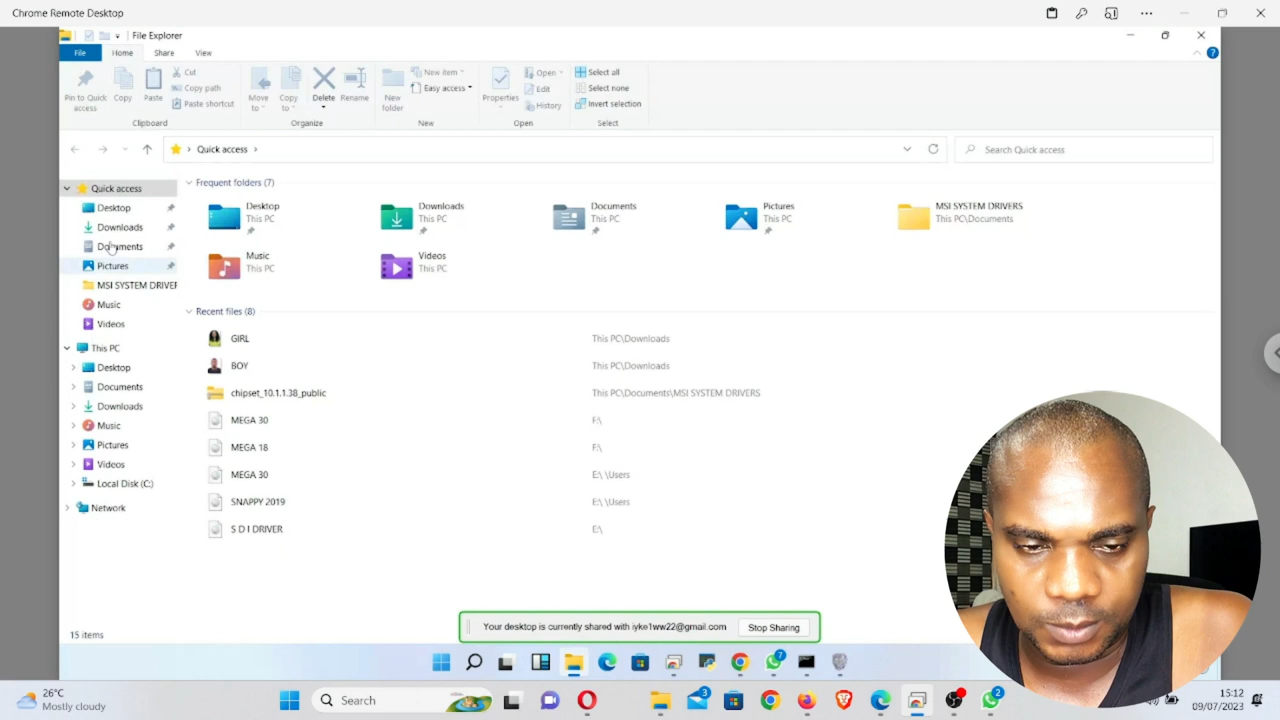 Chrome Remote Desktop
File Explorer
File
Home
Share
View
Pin to Quick access
Copy
Paste
Cut
Copy path
Paste shortcut
Clipboard
Move to
Copy to
Delete
Rename
Organize
New folder
New item
Easy access
New
Properties
Open
Edit
History
Open
Select all
Select none
Invert selection
Select
Quick access
Search Quick access
Quick access
Desktop
Downloads
Documents
Pictures
MSI SYSTEM DRIVER
Music
Videos
This PC
Desktop
Documents
Downloads
Music
Pictures
Videos
Local Disk (C:)
Network
Frequent folders (7)
Desktop
This PC
Downloads
This PC
Documents
This PC
Pictures
This PC
MSI SYSTEM DRIVERS
This PC\Documents
Music
This PC
Videos
This PC
Recent files (8)
GIRL This PC\Downloads
BOY This PC\Downloads
chipset_10.1.1.38_public This PC\Documents\MSI SYSTEM DRIVERS
MEGA 30 F:\
MEGA 18 F:\
MEGA 30 E:\ \Users
SNAPPY 2019 E:\ \Users
S D I DRIVER E:\
15 items
Your desktop is currently shared with iyke1ww22@gmail.com
Stop Sharing
7
26°C
Mostly cloudy
Search
3
2
15:12
09/07/2023